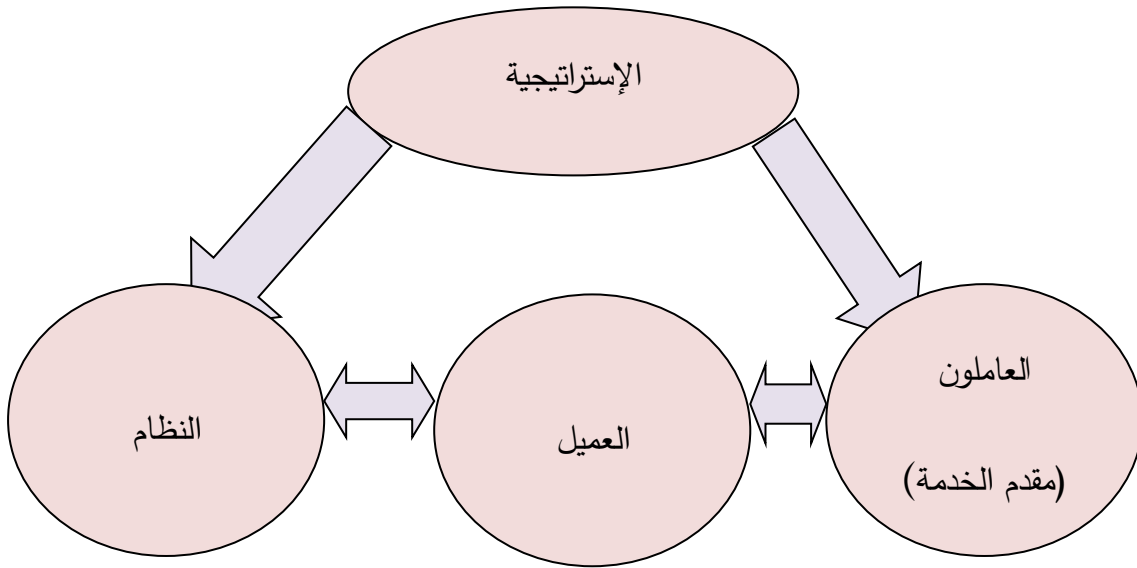 الإستراتيجية
العاملون
(مقدم الخدمة)
العميل
النظام